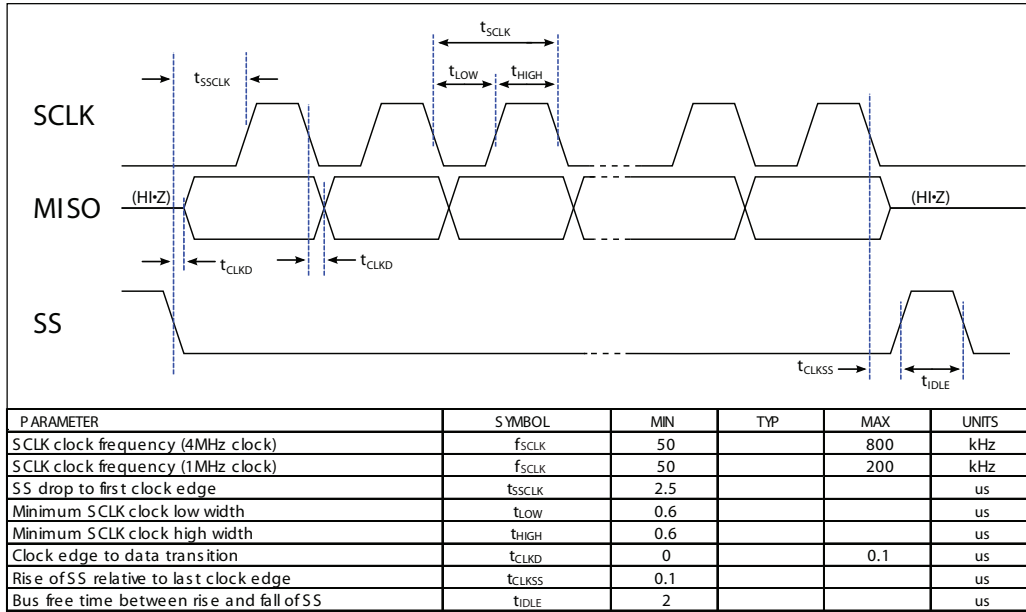 tSCLK
tSSCLK
tLOW
tHIGH
SCLK
(HI•Z)
(HI•Z)
MISO
tCLKD
tCLKD
SS
tCLKSS
tIDLE
PARAMETER SYMBOL MIN TYP MAX UNITS
SCLK clock frequency (4MHz clock) fSCLK 50 800 kHz
SCLK clock frequency (1MHz clock) fSCLK 50 200 kHz
SS drop to first clock edge tSSCLK 2.5 us
Minimum SCLK clock low width tLOW 0.6 us
Minimum SCLK clock high width tHIGH 0.6 us
Clock edge to data transition tCLKD 0 0.1 us
Rise of SS relative to last clock edge tCLKSS 0.1 us
Bus free time between rise and fall of SS tIDLE 2 us